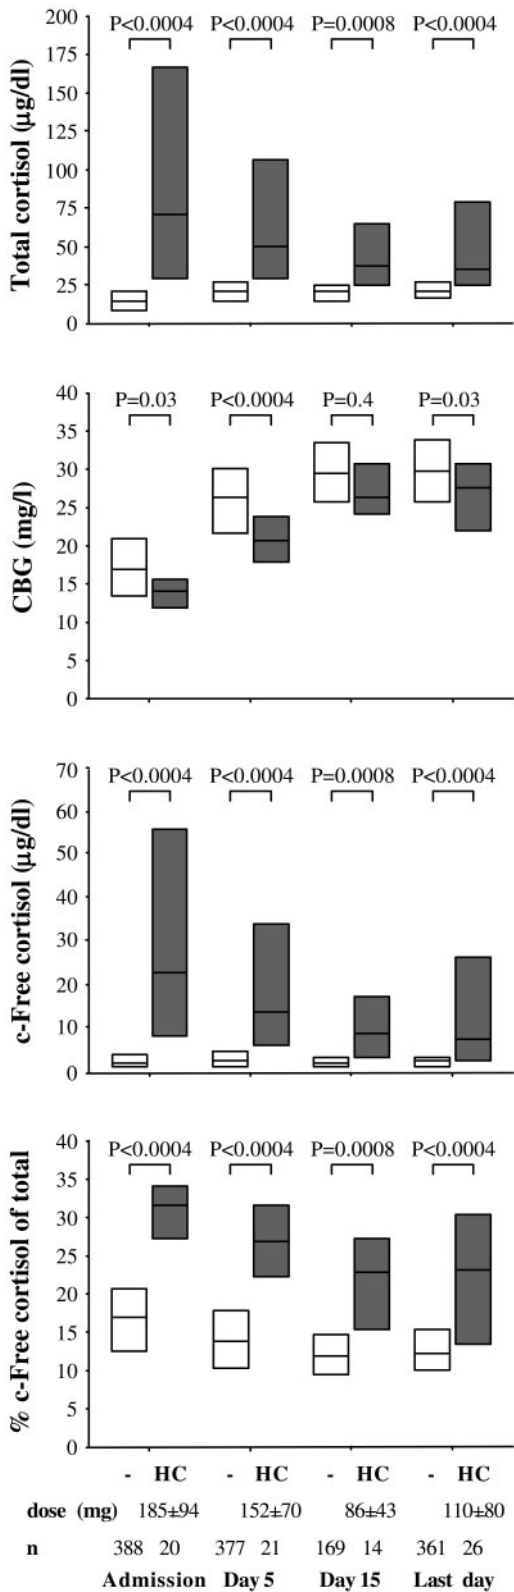 P<0.0004 P<0.0004 P=0.0008 P<0.0004
Total cortisol (µg/dl)
200
175
150
125
100
75
50
25
0
P=0.03 P<0.0004 P=0.4 P=0.03
CBG (mg/l)
40
35
30
25
20
15
10
5
0
P<0.0004 P<0.0004 P=0.0008 P<0.0004
c-Free cortisol (µg/dl)
70
60
50
40
30
20
10
0
P<0.0004 P<0.0004 P=0.0008 P<0.0004
% c-Free cortisol of total
40
35
30
25
20
15
10
5
0
- HC - HC - HC - HC
dose (mg) 185±94 152±70 86±43 110±80
n 388 20 377 21 169 14 361 26
Admission Day 5 Day 15 Last day